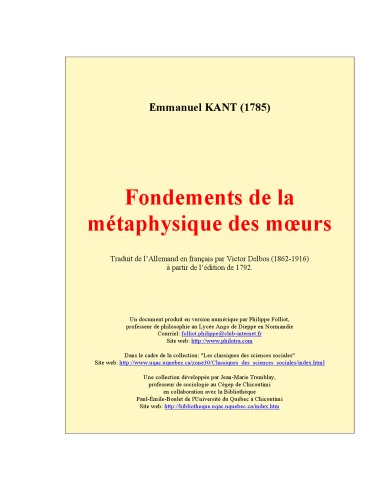 Emmanuel KANT (1785)
Fondements de la
métaphysique des mœurs
Traduit de l’Allemand en français par Victor Delbos (1862-1916)
à partir de l’édition de 1792.
Un document produit en version numérique par Philippe Folliot,
professeur de philosophie au Lycée Ango de Dieppe en Normandie
Courriel: folliot.philippe@club-internet.fr
Site web: http://www.philotra.com
Dans le cadre de la collection: "Les classiques des sciences sociales"
Site web: http://www.uqac.uquebec.ca/zone30/Classiques_des_sciences_sociales/index.html
Une collection développée par Jean-Marie Tremblay,
professeur de sociologie au Cégep de Chicoutimi
en collaboration avec la Bibliothèque
Paul-Émile-Boulet de l'Université du Québec à Chicoutimi
Site web: http://bibliotheque.uqac.uquebec.ca/index.htm